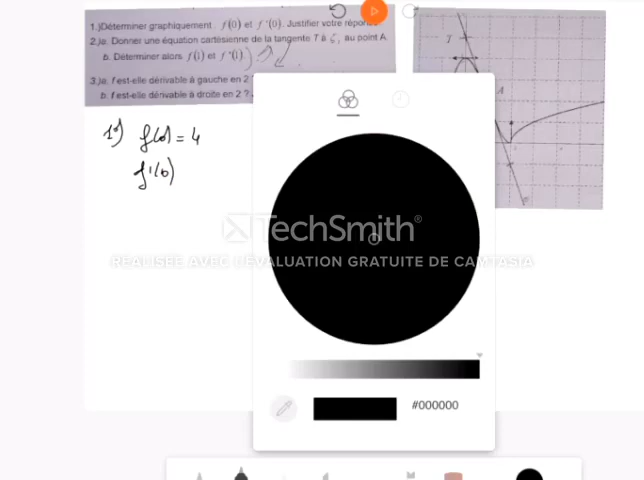 1.)Déterminer graphiquement f(0) et f'(0). Justifier votre répon
2.)a. Donner une équation cartésienne de la tangente T à ζf au point A.
b. Déterminer alors f(1) et f'(1)
3.)a. f est-elle dérivable à gauche en 2
b. f est-elle dérivable à droite en 2 ?
T
A
1°) f(0) = 4
f'(0)
TechSmith®
RÉALISÉE AVEC L'ÉVALUATION GRATUITE DE CAMTASIA
#000000